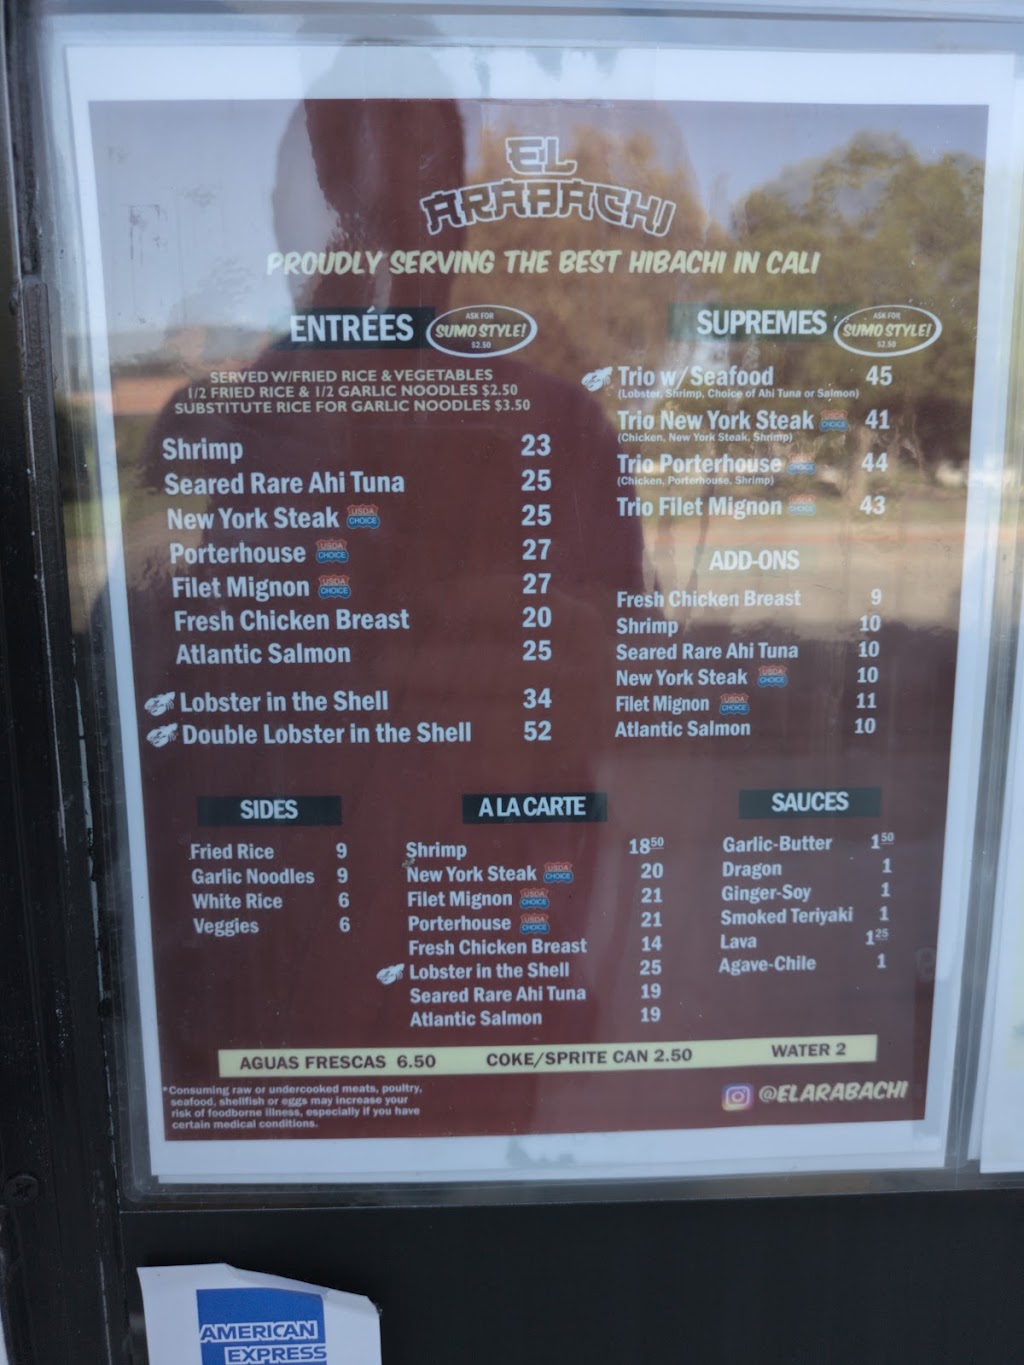 EL
ARABACHI
PROUDLY SERVING THE BEST HIBACHI IN CALI
ENTRÉES
ASK FOR
SUMO STYLE!
$2.50
SERVED W/FRIED RICE & VEGETABLES
1/2 FRIED RICE & 1/2 GARLIC NOODLES $2.50
SUBSTITUTE RICE FOR GARLIC NOODLES $3.50
Shrimp 23
Seared Rare Ahi Tuna 25
New York Steak USDA CHOICE 25
Porterhouse USDA CHOICE 27
Filet Mignon USDA CHOICE 27
Fresh Chicken Breast 20
Atlantic Salmon 25
Lobster in the Shell 34
Double Lobster in the Shell 52
SUPREMES
ASK FOR
SUMO STYLE!
$2.50
Trio w/Seafood 45
(Lobster, Shrimp, Choice of Ahi Tuna or Salmon)
Trio New York Steak USDA CHOICE 41
(Chicken, New York Steak, Shrimp)
Trio Porterhouse USDA CHOICE 44
(Chicken, Porterhouse, Shrimp)
Trio Filet Mignon USDA CHOICE 43
ADD-ONS
Fresh Chicken Breast 9
Shrimp 10
Seared Rare Ahi Tuna 10
New York Steak USDA CHOICE 10
Filet Mignon USDA CHOICE 11
Atlantic Salmon 10
SIDES
Fried Rice 9
Garlic Noodles 9
White Rice 6
Veggies 6
A LA CARTE
Shrimp 18 50
New York Steak USDA CHOICE 20
Filet Mignon USDA CHOICE 21
Porterhouse USDA CHOICE 21
Fresh Chicken Breast 14
Lobster in the Shell 25
Seared Rare Ahi Tuna 19
Atlantic Salmon 19
SAUCES
Garlic-Butter 1 50
Dragon 1
Ginger-Soy 1
Smoked Teriyaki 1
Lava 1 25
Agave-Chile 1
AGUAS FRESCAS 6.50 COKE/SPRITE CAN 2.50 WATER 2
*Consuming raw or undercooked meats, poultry,
seafood, shellfish or eggs may increase your
risk of foodborne illness, especially if you have
certain medical conditions.
@ELARABACHI
AMERICAN
EXPRESS